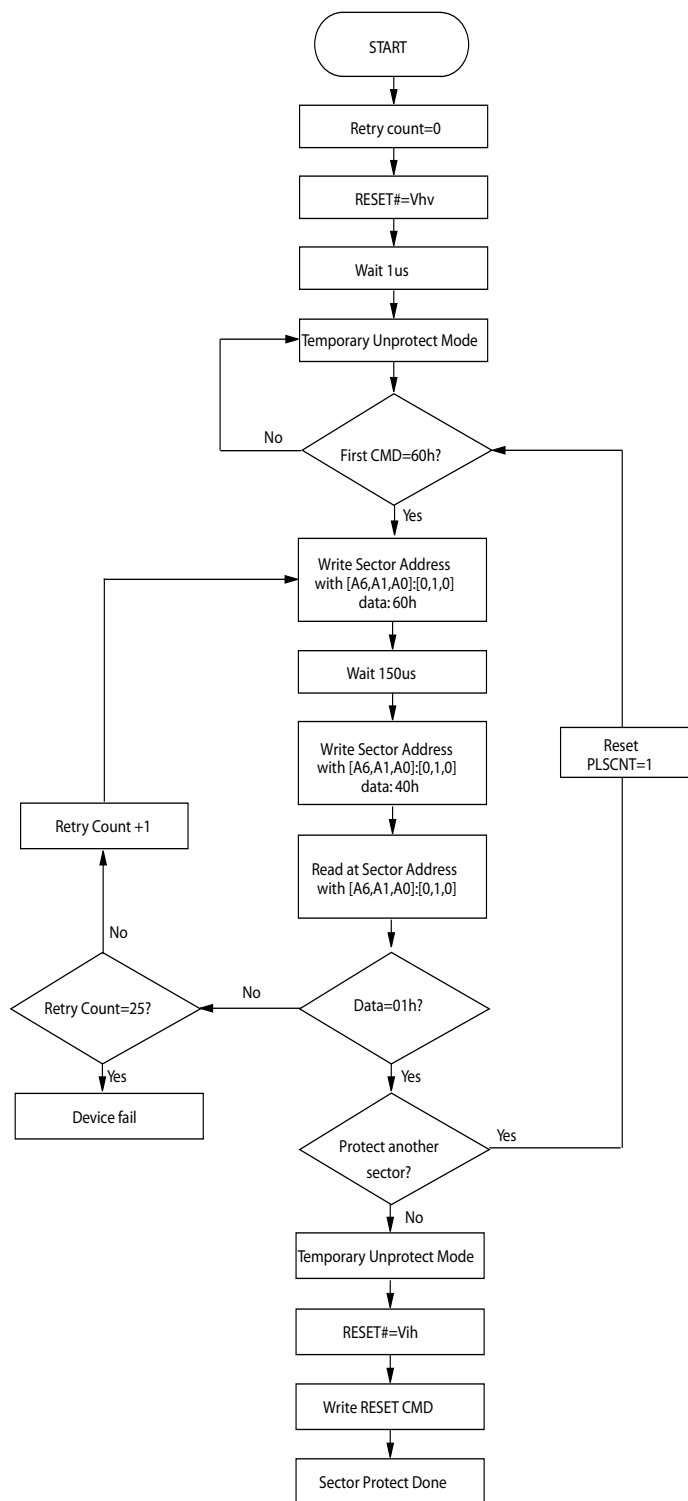 START
Retry count=0
RESET#=Vhv
Wait 1us
Temporary Unprotect Mode
No
First CMD=60h?
Yes
Write Sector Address
with [A6,A1,A0]:[0,1,0]
data: 60h
Wait 150us
Write Sector Address
with [A6,A1,A0]:[0,1,0]
data: 40h
Reset
PLSCNT=1
Retry Count +1
Read at Sector Address
with [A6,A1,A0]:[0,1,0]
No
Retry Count=25?
No
Data=01h?
Yes
Device fail
Yes
Protect another
sector?
Yes
No
Temporary Unprotect Mode
RESET#=Vih
Write RESET CMD
Sector Protect Done